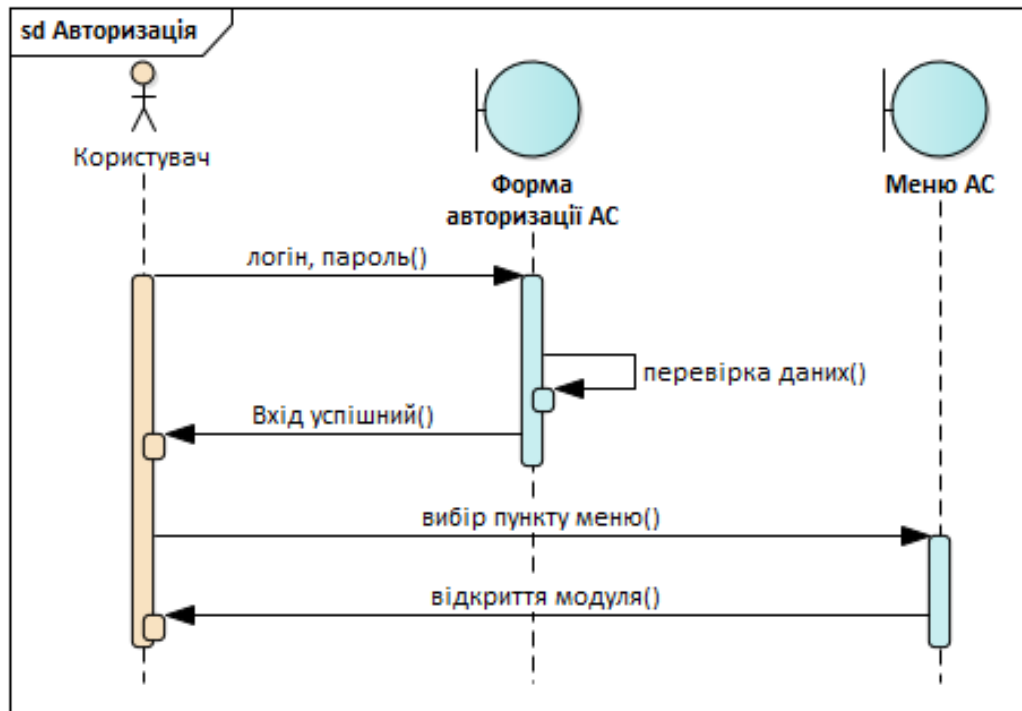 sd Авторизація
Користувач
Форма
авторизації АС
Меню АС
логін, пароль()
перевірка даних()
Вхід успішний()
вибір пункту меню()
відкриття модуля()